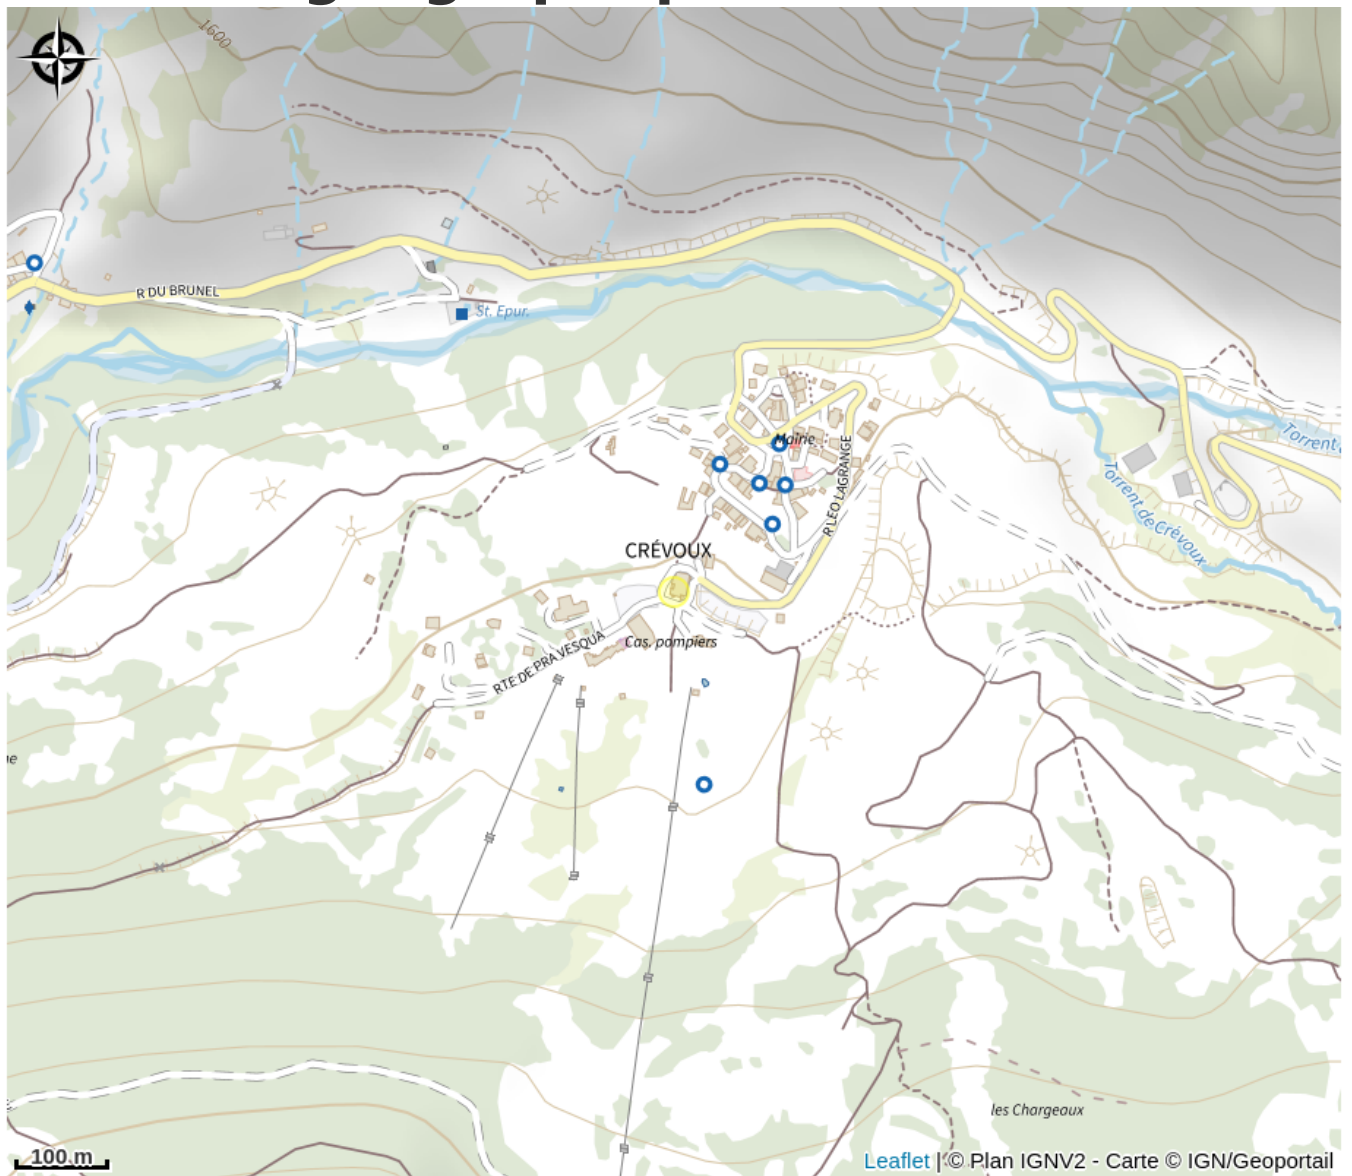 1600
R DU BRUNEL
St. Epur.
Mairie
R LEO LAGRANGE
Torrent
Torrent de Crévoux
CRÉVOUX
Cas. pompiers
RTE DE PRA VESQUA
les Chargeaux
100 m
Leaflet | © Plan IGNV2 - Carte © IGN/Geoportail